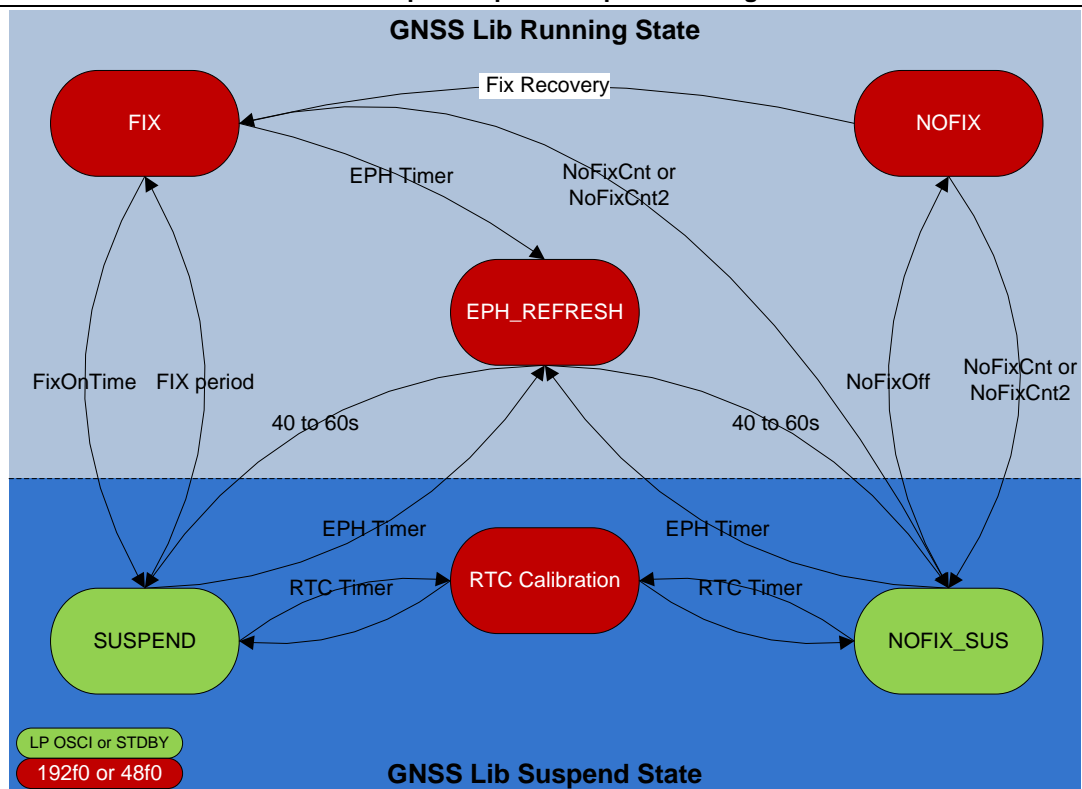 GNSS Lib Running State
Fix Recovery
FIX
NOFIX
EPH Timer
NoFixCnt or
NoFixCnt2
EPH_REFRESH
FixOnTime
FIX period
NoFixOff
NoFixCnt or
NoFixCnt2
40 to 60s
40 to 60s
EPH Timer
EPH Timer
RTC Timer
RTC Calibration
RTC Timer
SUSPEND
NOFIX_SUS
LP OSCI or STDBY
192f0 or 48f0
GNSS Lib Suspend State